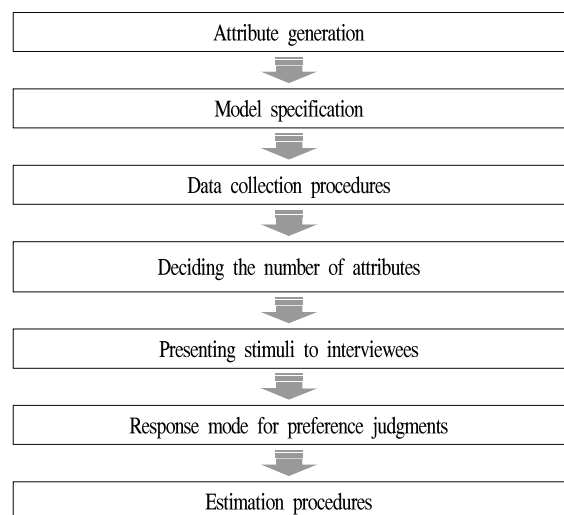 Attribute generation
Model specification
Data collection procedures
Deciding the number of attributes
Presenting stimuli to interviewees
Response mode for preference judgments
Estimation procedures